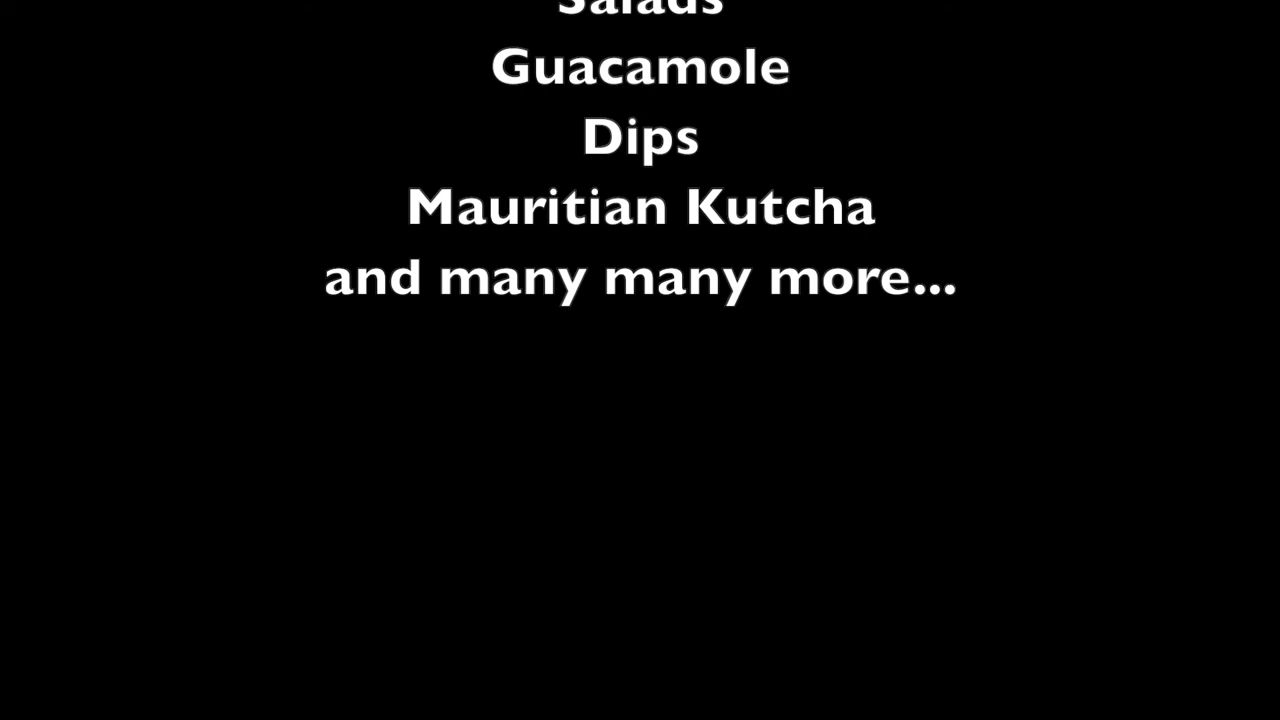 Salads
Guacamole
Dips
Mauritian Kutcha
and many many more...